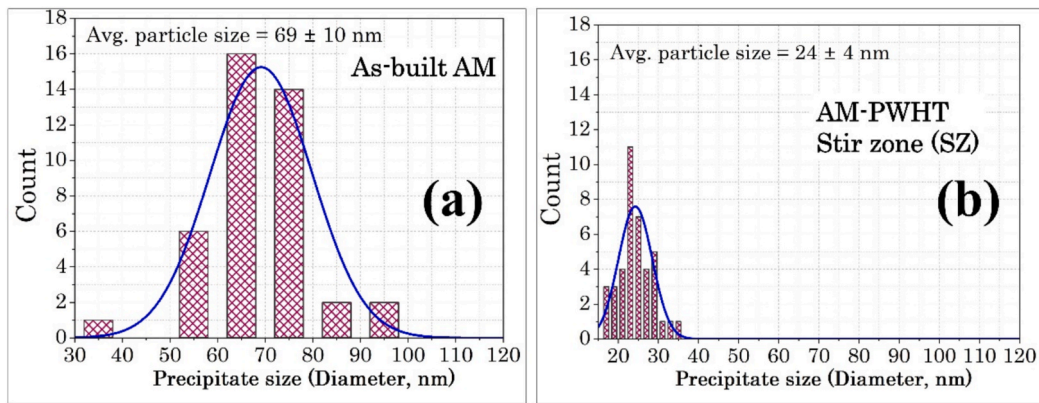 18
16
14
12
10
8
6
4
2
0
Count
Avg. particle size = 69 ± 10 nm
As-built AM
(a)
30 40 50 60 70 80 90 100 110 120
Precipitate size (Diameter, nm)
18
16
14
12
10
8
6
4
2
0
Count
Avg. particle size = 24 ± 4 nm
AM-PWHT
Stir zone (SZ)
(b)
20 30 40 50 60 70 80 90 100 110 120
Precipitate size (Diameter, nm)